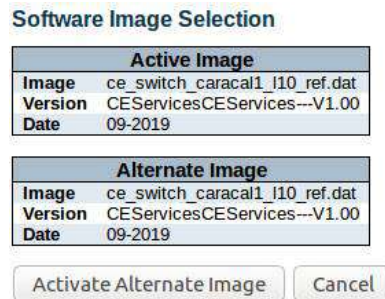 Software Image Selection
Active Image
Image ce_switch_caracal1_l10_ref.dat
Version CEServicesCEServices---V1.00
Date 09-2019
Alternate Image
Image ce_switch_caracal1_l10_ref.dat
Version CEServicesCEServices---V1.00
Date 09-2019
Activate Alternate Image Cancel